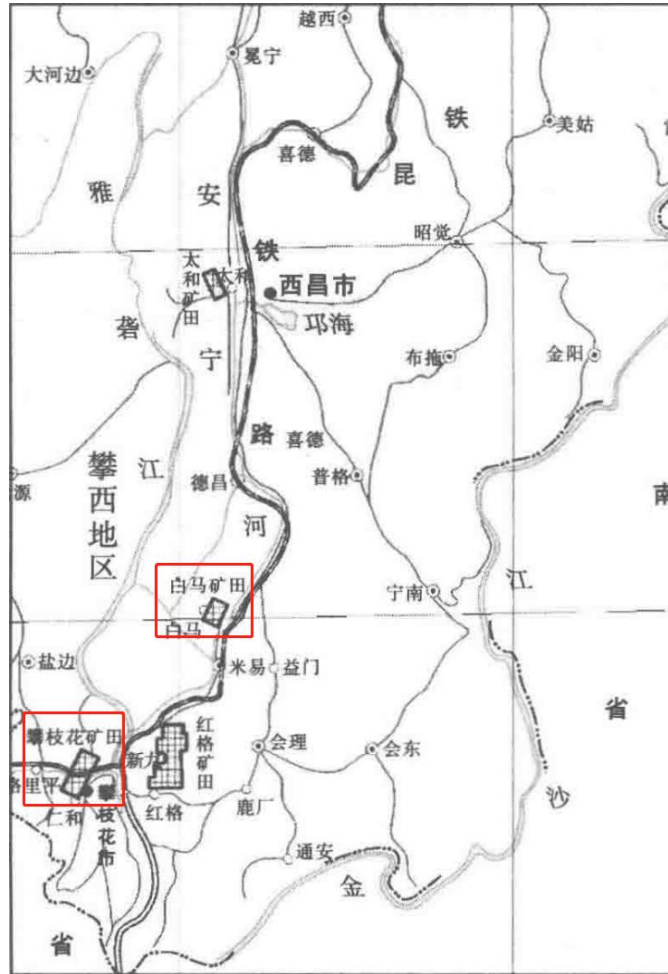 越西
冕宁
大河边
铁
美姑
喜德
昆
雅
安
昭觉
铁
太和矿田
太和
西昌市
邛海
砻
宁
布拖
金阳
喜德
路
江
德昌
普格
源
攀西地区
河
南
白马矿田
江
宁南
白马
盐边
米易
益门
省
攀枝花矿田
红格矿田
新九
会理
会东
格里平
沙
仁和
攀枝花市
红格
鹿厂
通安
金
省